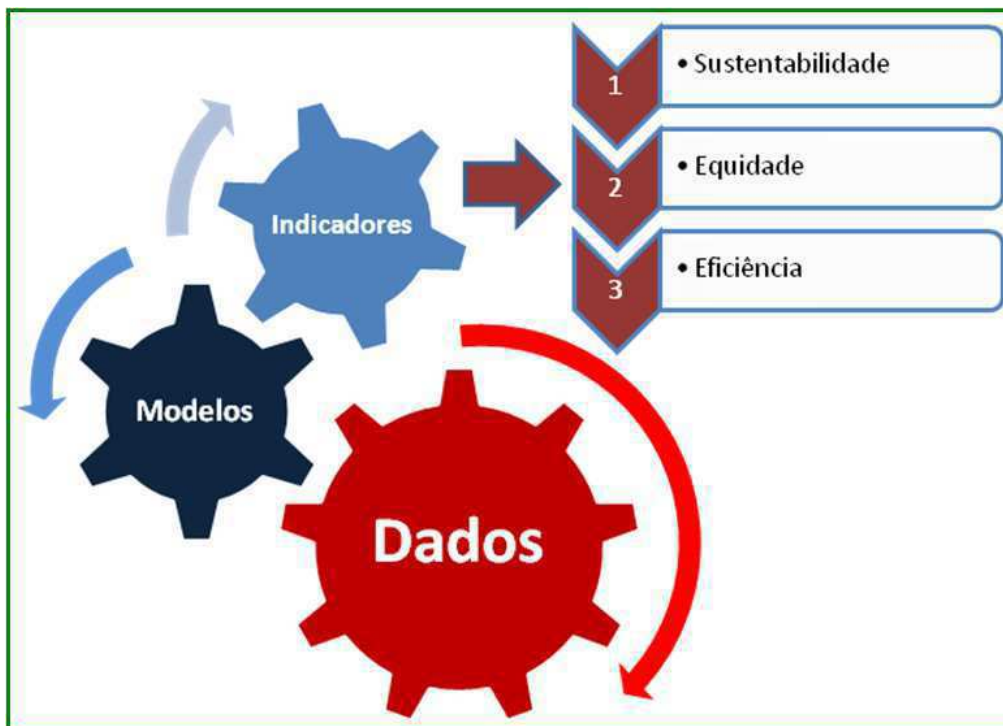 1
• Sustentabilidade
2
• Equidade
3
• Eficiência
Indicadores
Modelos
Dados